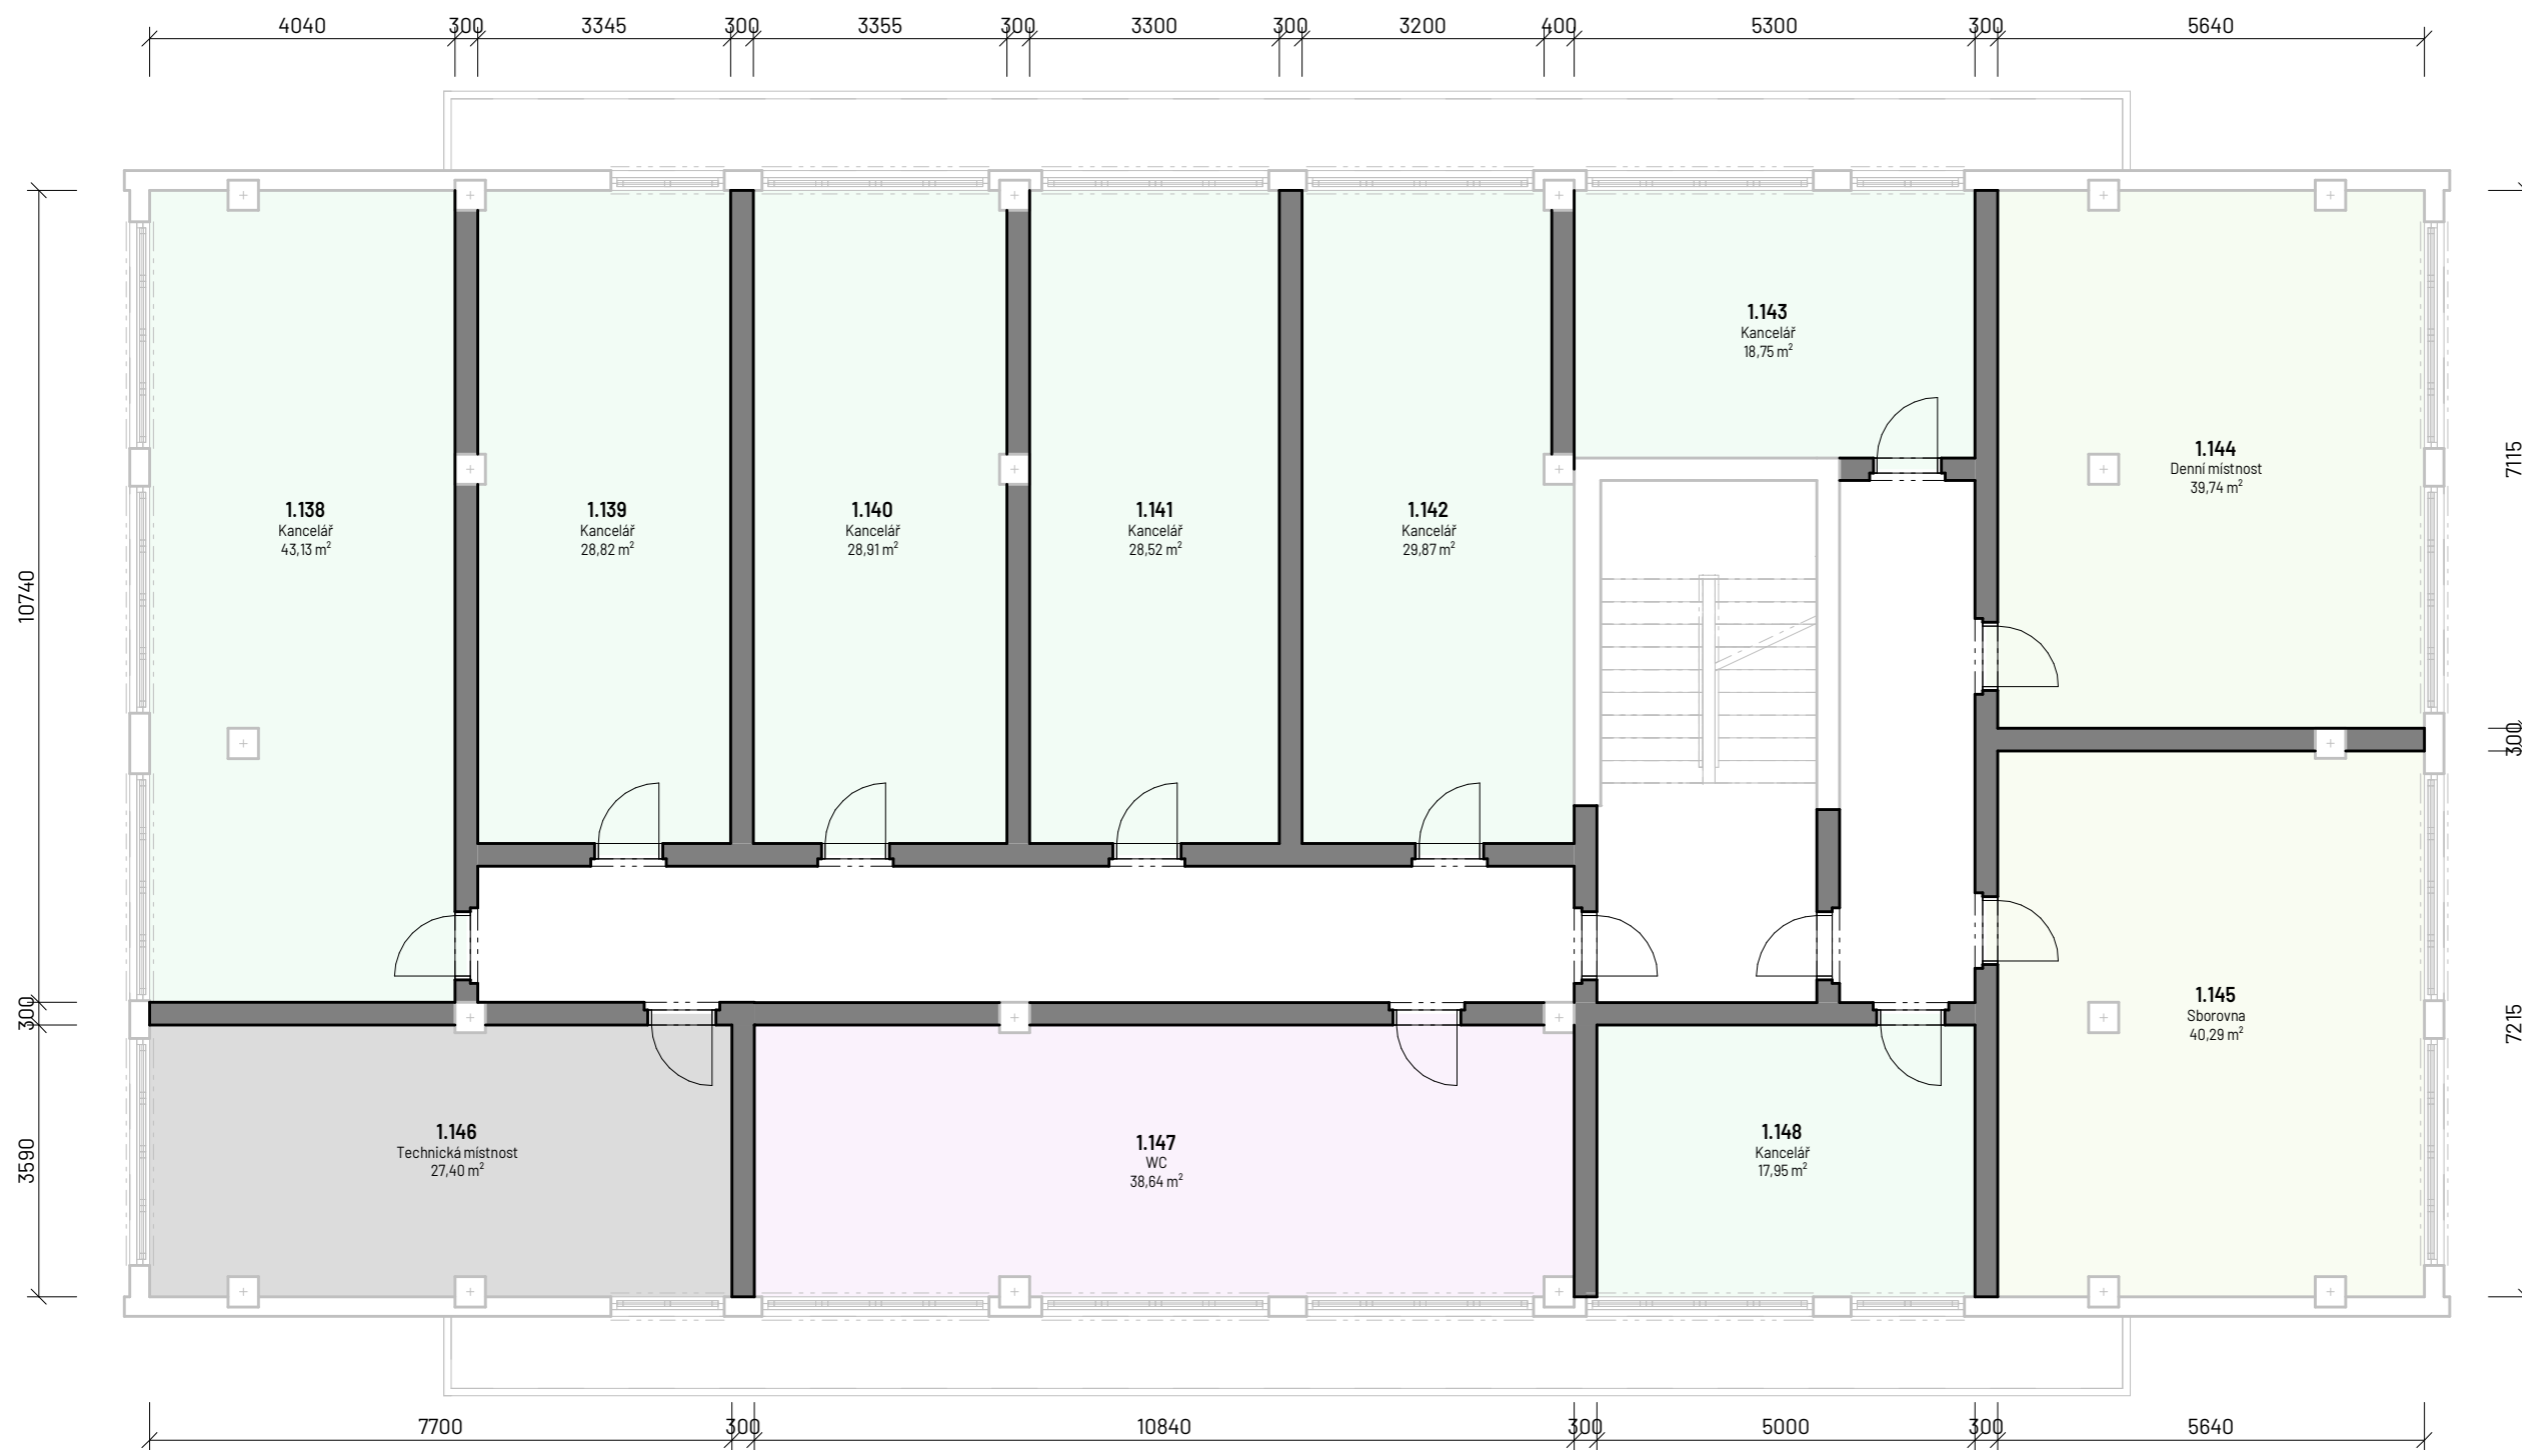 4040 300 3345 300 3355 300 3300 300 3200 400 5300 300 5640
1.143
Kancelář
18,75 m²
1.144
Denní místnost
39,74 m²
7115
1.138
Kancelář
43,13 m²
1.139
Kancelář
28,82 m²
1.140
Kancelář
28,91 m²
1.141
Kancelář
28,52 m²
1.142
Kancelář
29,87 m²
10740
300
300
1.145
Sborovna
40,29 m²
7215
3590
1.146
Technická místnost
27,40 m²
1.147
WC
38,64 m²
1.148
Kancelář
17,95 m²
7700 300 10840 300 5000 300 5640